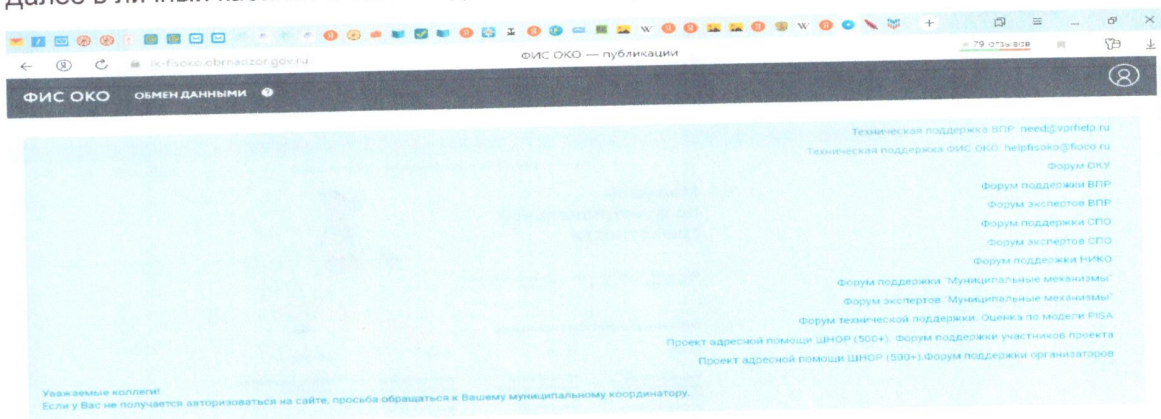 ФИС ОКО — публикации
79 отзывов
lk-fisoko.obrnadzor.gov.ru
ФИС ОКО ОБМЕН ДАННЫМИ
Техническая поддержка ВПР: need@vprhelp.ru
Техническая поддержка ФИС ОКО: helpfisoko@fioco.ru
Форум ОКУ
Форум поддержки ВПР
Форум экспертов ВПР
Форум поддержки СПО
Форум экспертов СПО
Форум поддержки НИКО
Форум поддержки "Муниципальные механизмы"
Форум экспертов "Муниципальные механизмы"
Форум технической поддержки. Оценка по модели PISA
Проект адресной помощи ШНОР (500+). Форум поддержки участников проекта
Проект адресной помощи ШНОР (500+).Форум поддержки организаторов
Уважаемые коллеги!
Если у Вас не получается авторизоваться на сайте, просьба обращаться к Вашему муниципальному координатору.